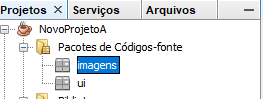 Projetos Serviços Arquivos
NovoProjetoA
Pacotes de Códigos-fonte
imagens
ui